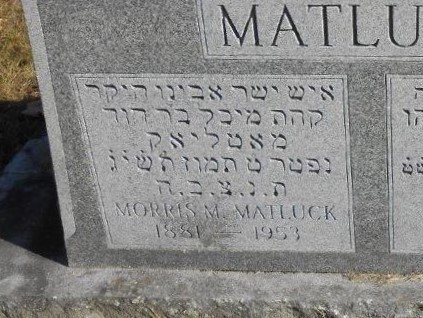 MATLU
איש ישר אבינו היקר
קהת מיכל בר דוד
מאטליאק
נפטר ט תמוז תשי״ג
ת.נ.צ.ב.ה
MORRIS M. MATLUCK
1881 — 1953